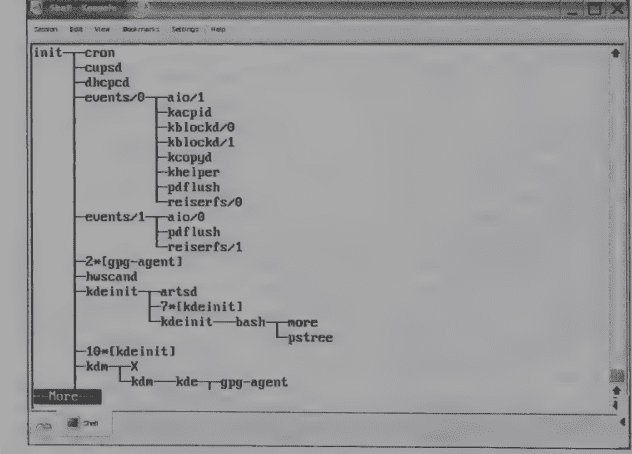 Shell - Konsole
Session Edit View Bookmarks Settings Help
init─┬─cron
├─cupsd
├─dhcpcd
├─events/0─┬─aio/1
├─kacpid
├─kblockd/0
├─kblockd/1
├─kcopyd
├─khelper
├─pdflush
└─reiserfs/0
├─events/1─┬─aio/0
├─pdflush
└─reiserfs/1
├─2*[gpg-agent]
├─hwscand
├─kdeinit─┬─artsd
├─7*[kdeinit]
└─kdeinit───bash─┬─more
└─pstree
├─10*[kdeinit]
├─kdm─┬─X
└─kdm───kde─┬─gpg-agent
--More--
Shell